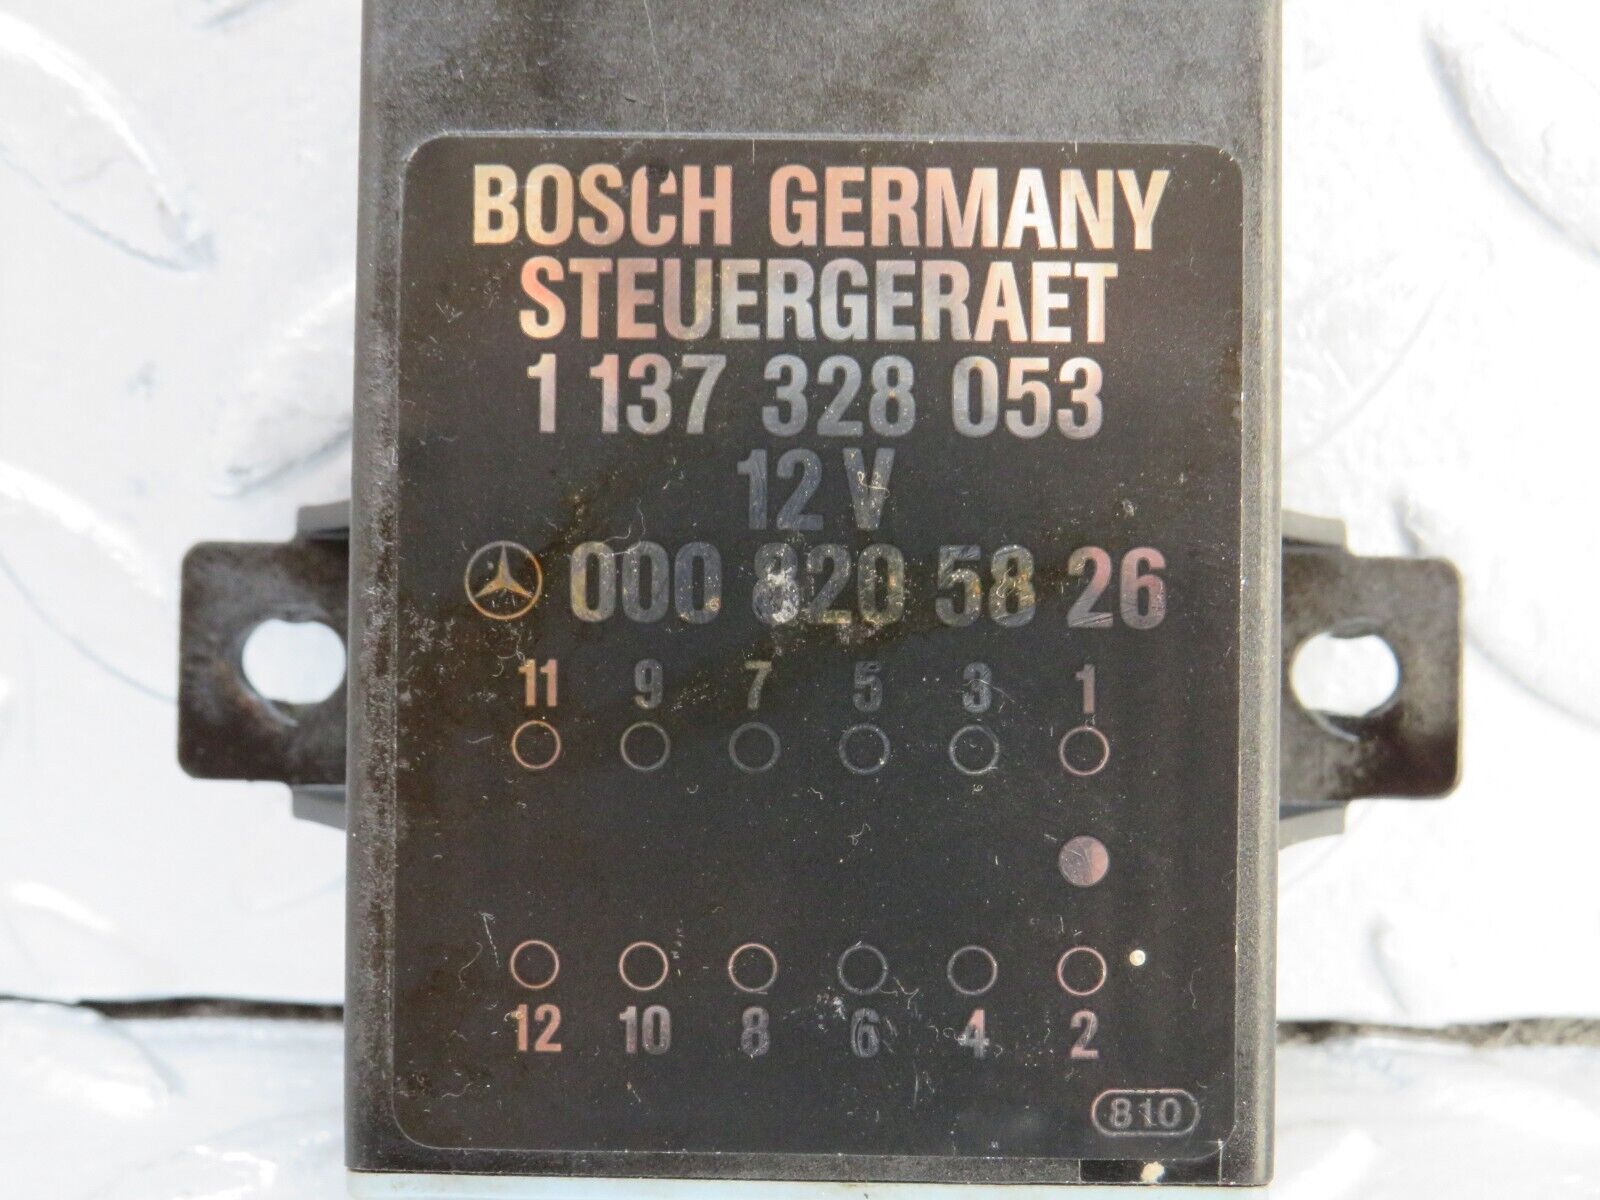 BOSCH GERMANY
STEUERGERAET
1 137 328 053
12 V
000 820 58 26
11 9 7 5 3 1
12 10 8 6 4 2
810